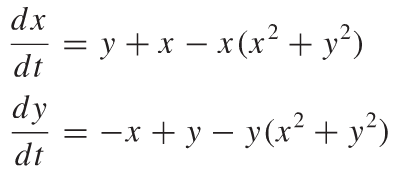 dx/dt = y + x − x(x² + y²)
dy/dt = −x + y − y(x² + y²)